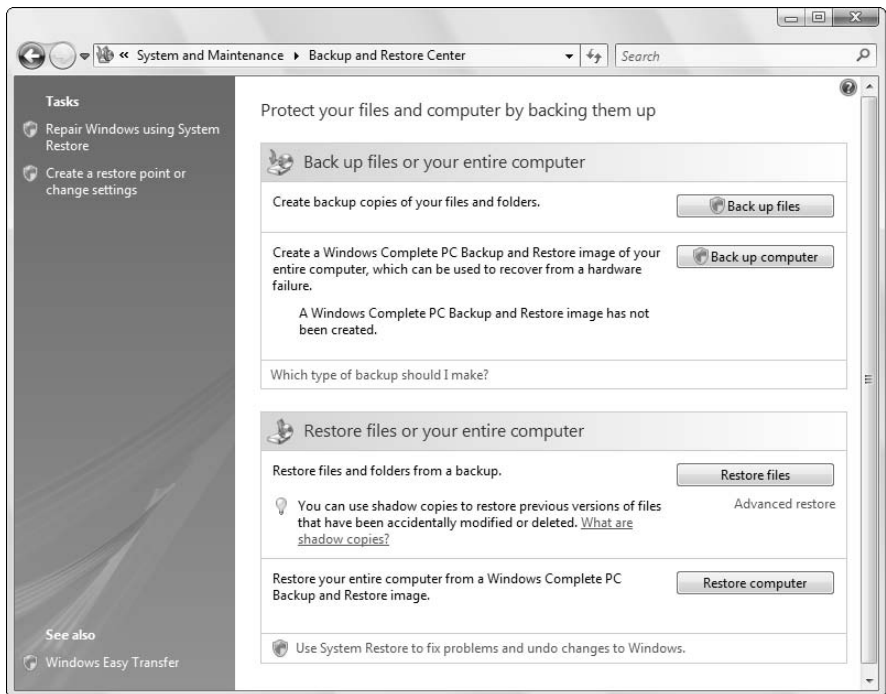 « System and Maintenance ▸ Backup and Restore Center
Search
Tasks
Repair Windows using System
Restore
Create a restore point or
change settings
See also
Windows Easy Transfer
Protect your files and computer by backing them up
Back up files or your entire computer
Create backup copies of your files and folders.
Back up files
Create a Windows Complete PC Backup and Restore image of your
entire computer, which can be used to recover from a hardware
failure.
Back up computer
A Windows Complete PC Backup and Restore image has not
been created.
Which type of backup should I make?
Restore files or your entire computer
Restore files and folders from a backup.
Restore files
You can use shadow copies to restore previous versions of files
that have been accidentally modified or deleted. What are
shadow copies?
Advanced restore
Restore your entire computer from a Windows Complete PC
Backup and Restore image.
Restore computer
Use System Restore to fix problems and undo changes to Windows.